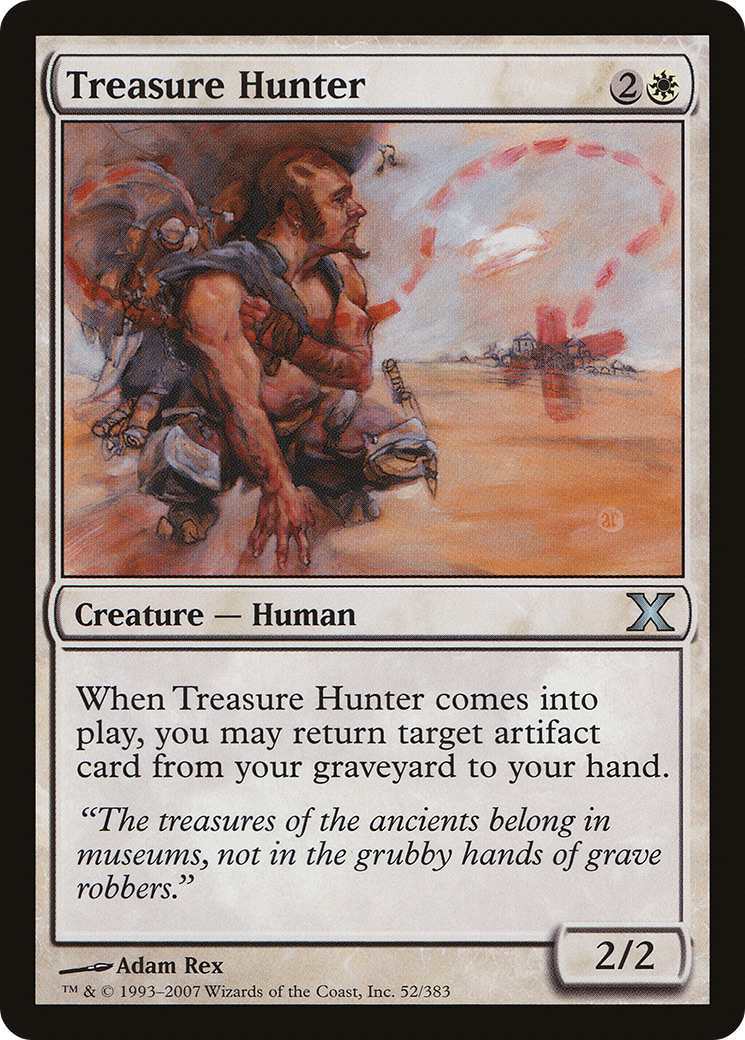 Treasure Hunter 2
Creature — Human X
When Treasure Hunter comes into
play, you may return target artifact
card from your graveyard to your hand.
“The treasures of the ancients belong in
museums, not in the grubby hands of grave
robbers.”
2/2
Adam Rex
™ & © 1993–2007 Wizards of the Coast, Inc. 52/383